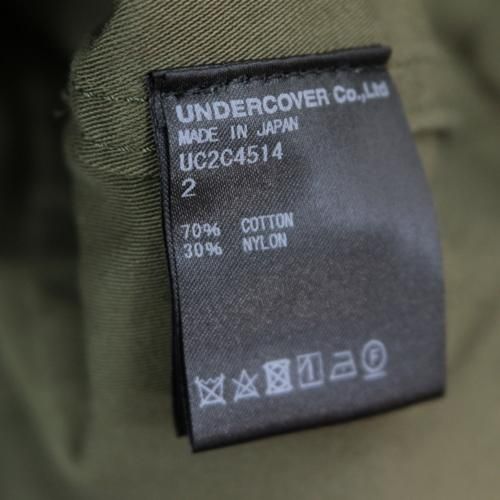 UNDERCOVER Co.,Ltd
MADE IN JAPAN
UC2C4514
2
70% COTTON
30% NYLON
F